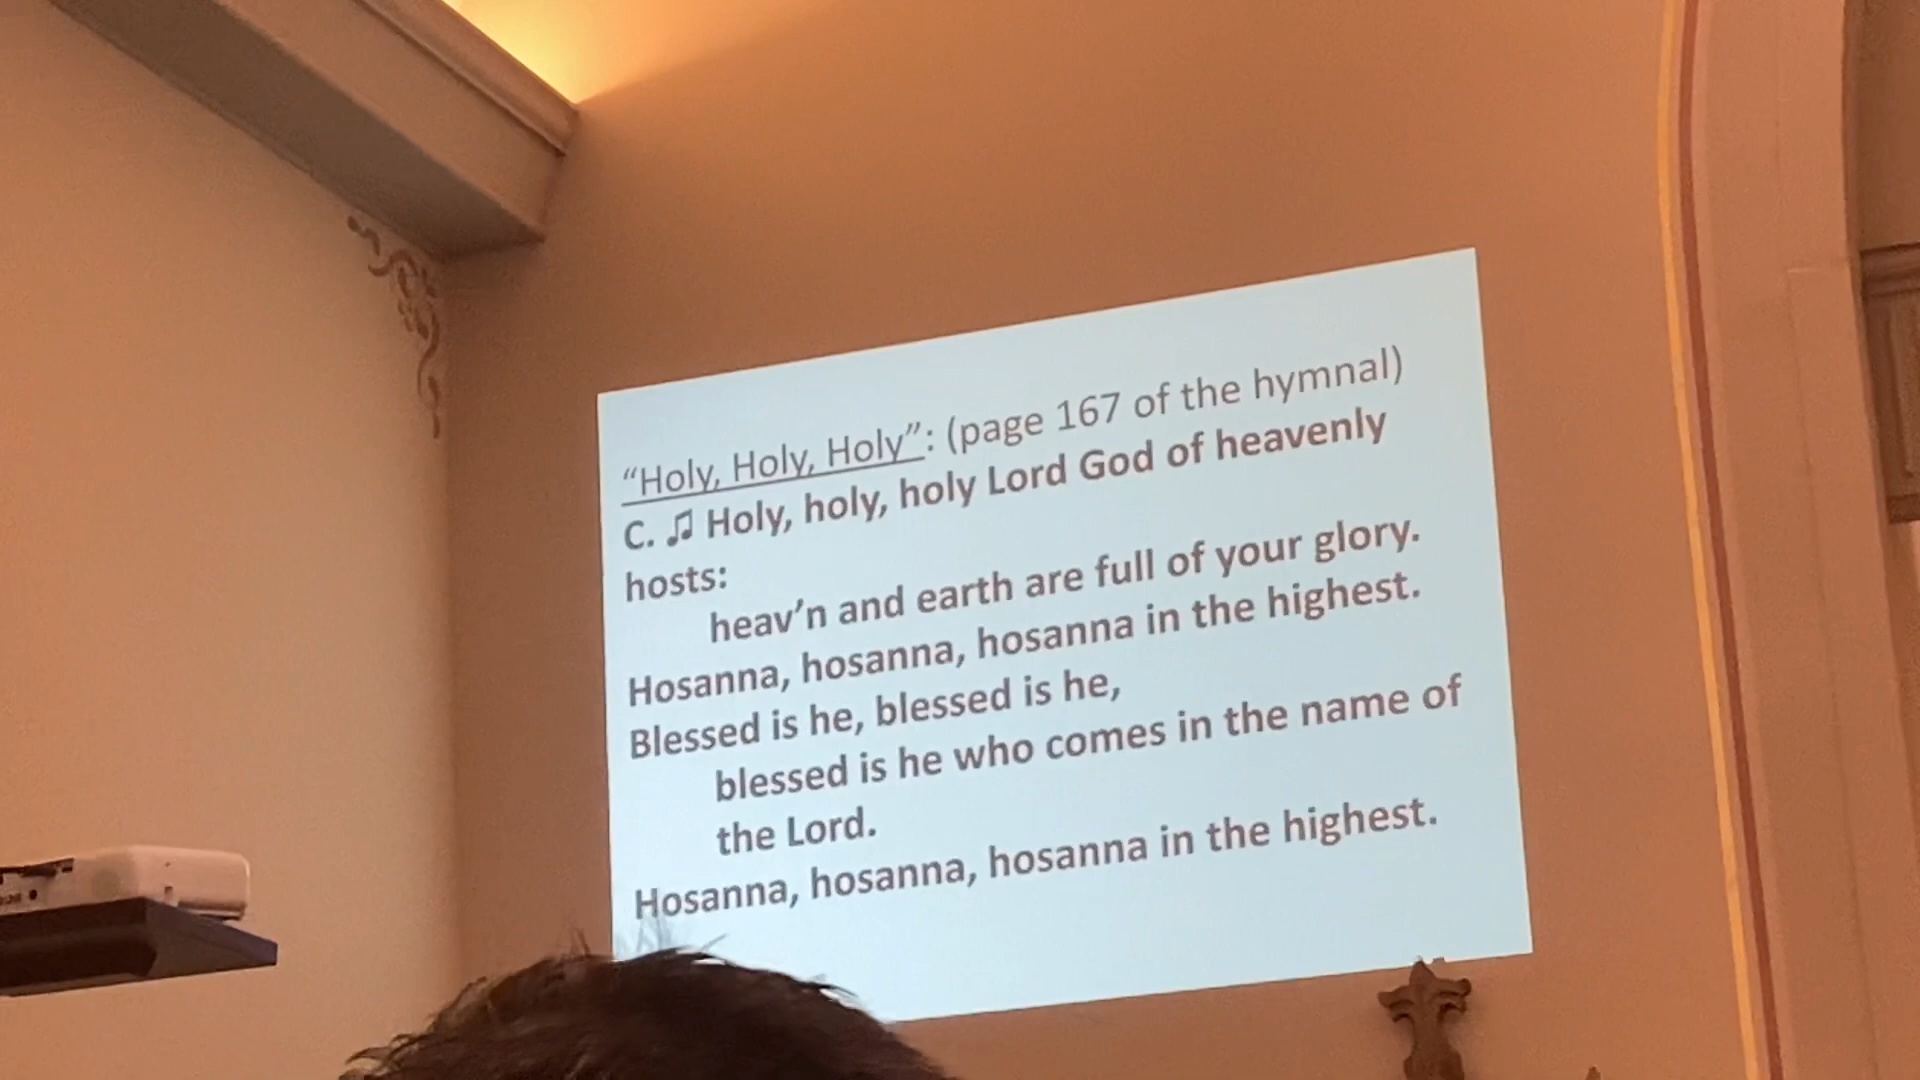 “Holy, Holy, Holy”: (page 167 of the hymnal)
C. ♫ Holy, holy, holy Lord God of heavenly
hosts:
heav’n and earth are full of your glory.
Hosanna, hosanna, hosanna in the highest.
Blessed is he, blessed is he,
blessed is he who comes in the name of
the Lord.
Hosanna, hosanna, hosanna in the highest.